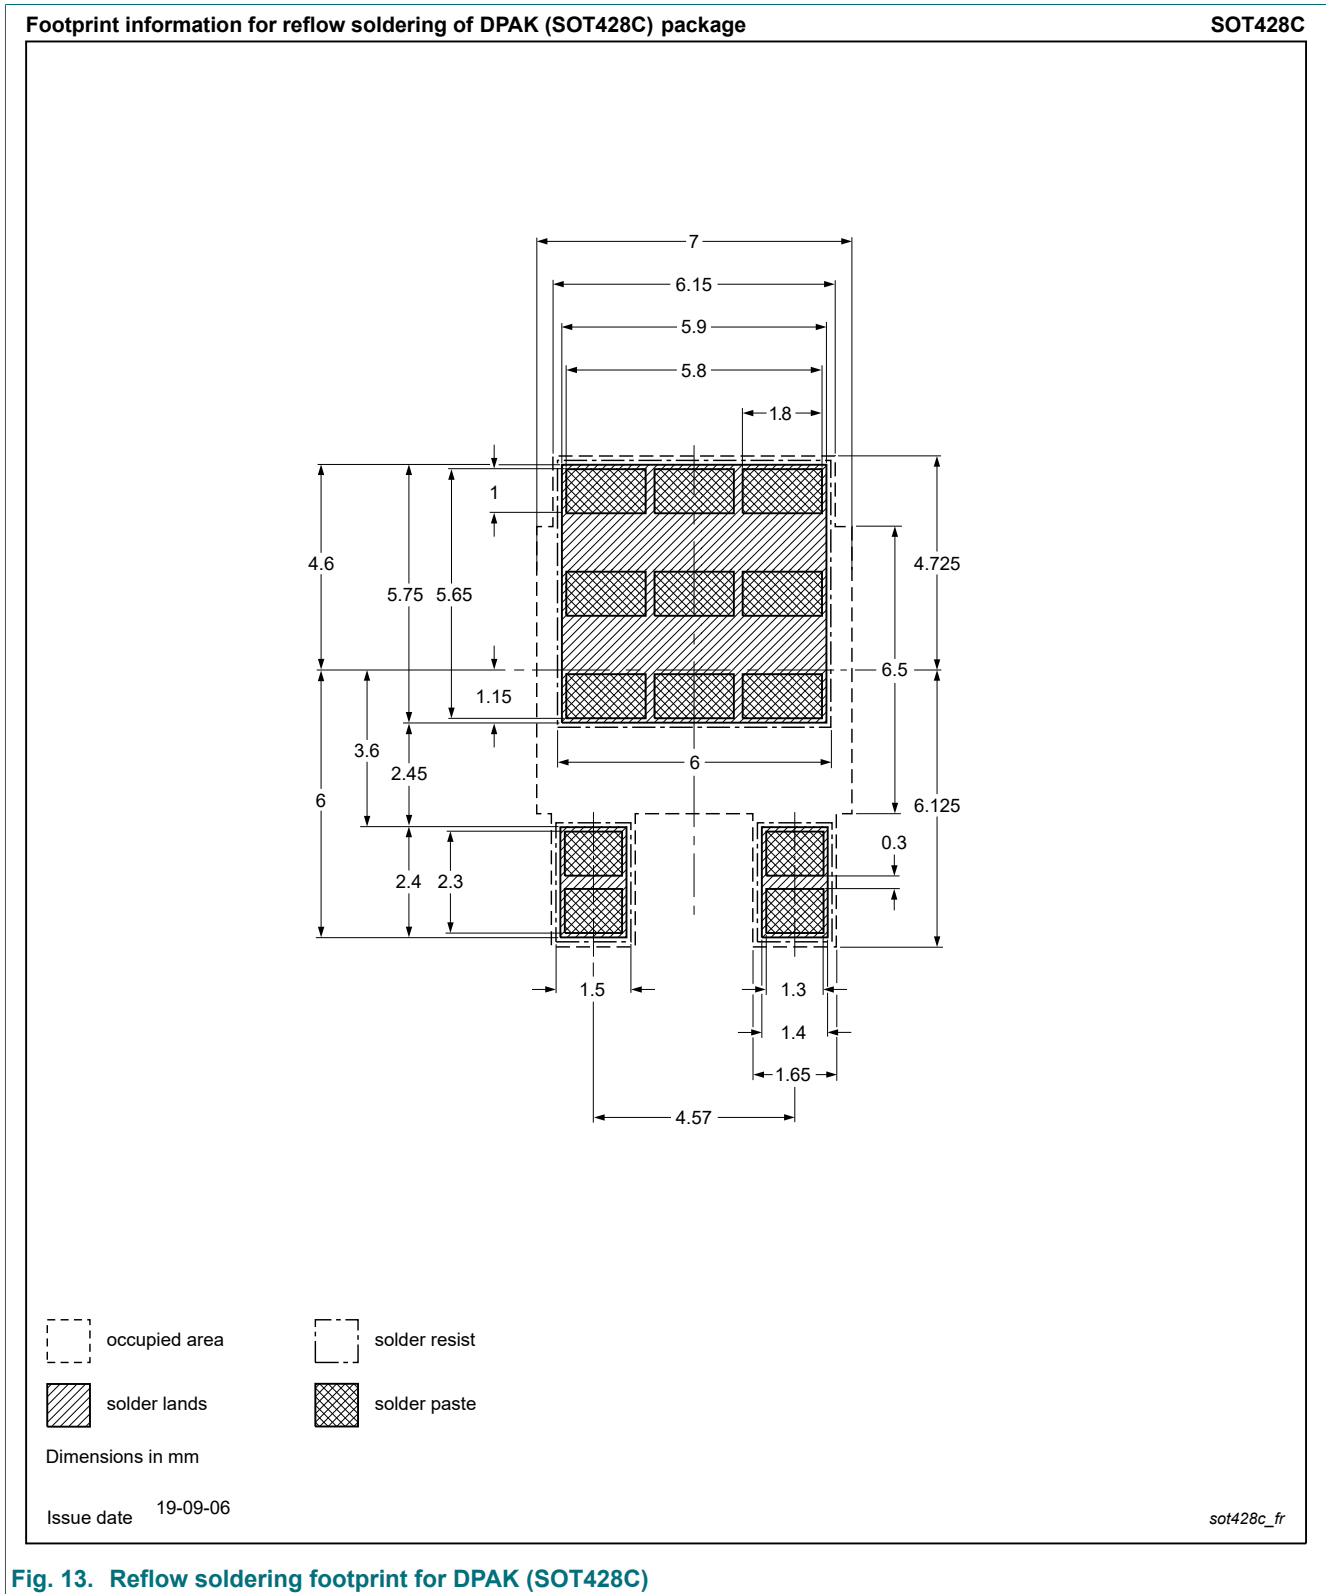 Footprint information for reflow soldering of DPAK (SOT428C) package SOT428C
7
6.15
5.9
5.8
1.8
1
4.6
4.725
5.75
5.65
6.5
1.15
3.6
6
2.45
6
6.125
0.3
2.4
2.3
1.5
1.3
1.4
1.65
4.57
occupied area
solder resist
solder lands
solder paste
Dimensions in mm
Issue date 19-09-06
sot428c_fr
Fig. 13. Reflow soldering footprint for DPAK (SOT428C)